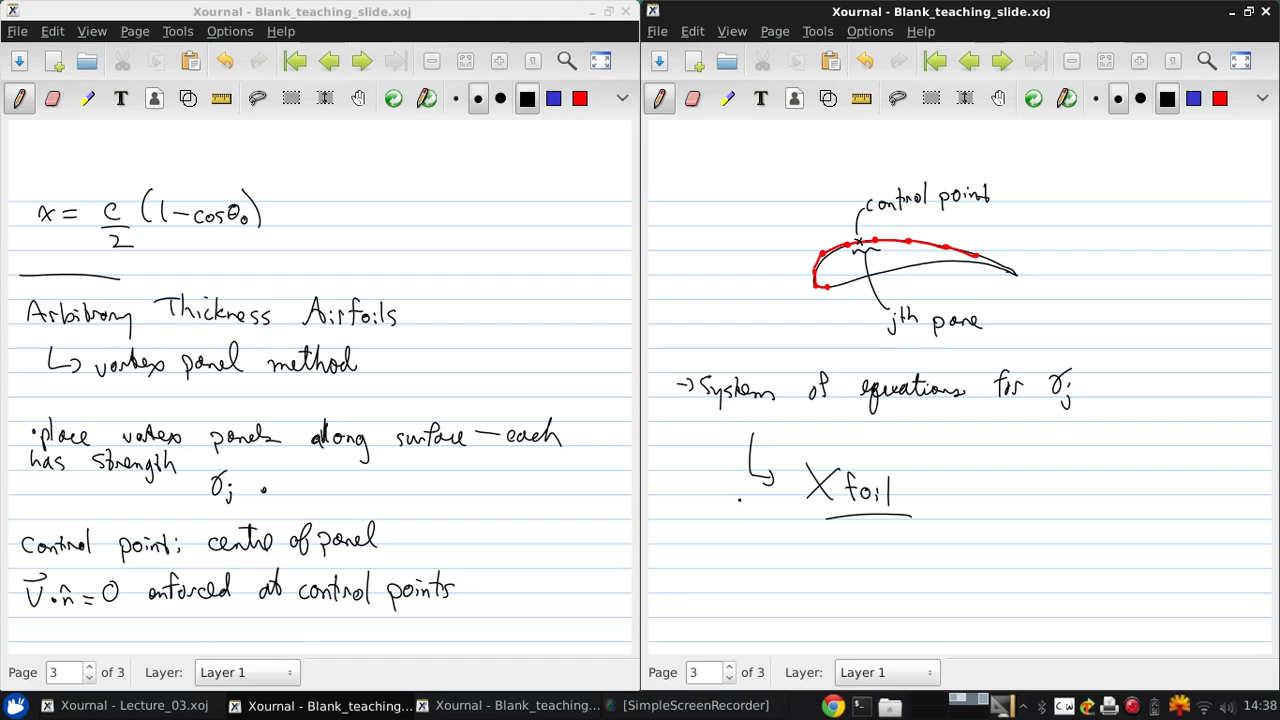 Xournal - Blank_teaching_slide.xoj
File Edit View Page Tools Options Help
x = c/2 (1 - cosθ₀)
Arbitrary Thickness Airfoils
↳ vortex panel method
• place vortex panels along surface — each
has strength
γⱼ .
Control point: centre of panel
V⃗·n̂ = 0 enforced at control points
Page 3 of 3 Layer: Layer 1
Xournal - Blank_teaching_slide.xoj
File Edit View Page Tools Options Help
control point
jth pane
→ System of equations for γⱼ
↳ Xfoil
Page 3 of 3 Layer: Layer 1
Xournal - Lecture_03.xoj
Xournal - Blank_teaching_...
Xournal - Blank_teaching_...
[SimpleScreenRecorder]
14:38